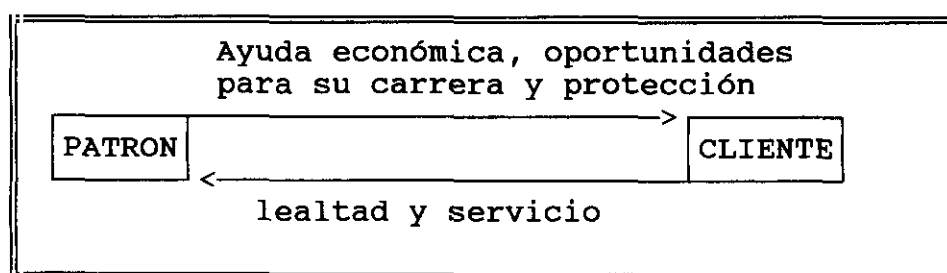 Ayuda económica, oportunidades
para su carrera y protección
PATRON
CLIENTE
lealtad y servicio